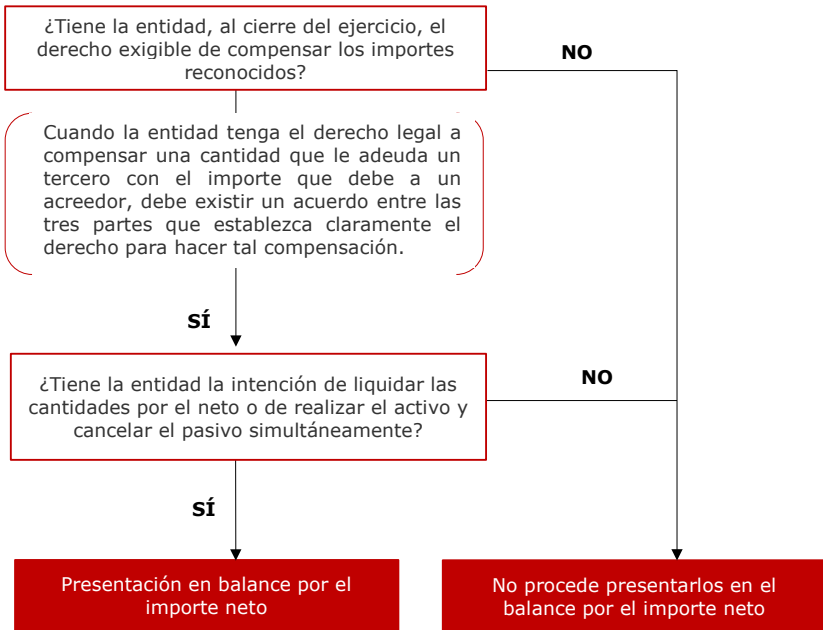 ¿Tiene la entidad, al cierre del ejercicio, el
derecho exigible de compensar los importes
reconocidos?
NO
Cuando la entidad tenga el derecho legal a
compensar una cantidad que le adeuda un
tercero con el importe que debe a un
acreedor, debe existir un acuerdo entre las
tres partes que establezca claramente el
derecho para hacer tal compensación.
SÍ
¿Tiene la entidad la intención de liquidar las
cantidades por el neto o de realizar el activo y
cancelar el pasivo simultáneamente?
NO
SÍ
Presentación en balance por el
importe neto
No procede presentarlos en el
balance por el importe neto